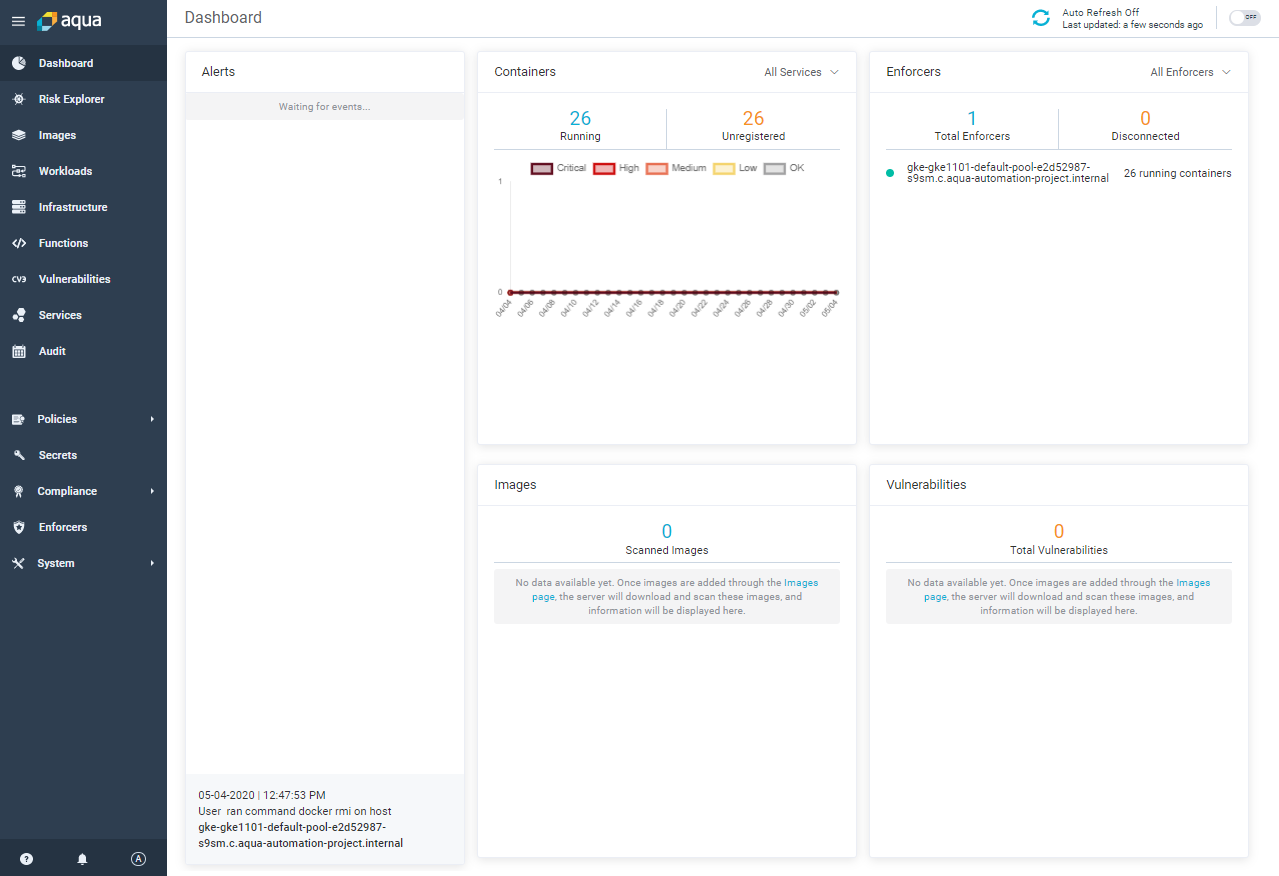 aqua
Dashboard
Auto Refresh Off
Last updated: a few seconds ago
OFF
Dashboard
Risk Explorer
Images
Workloads
Infrastructure
Functions
CVE
Vulnerabilities
Services
Audit
Policies
Secrets
Compliance
Enforcers
System
?
A
Alerts
Waiting for events...
05-04-2020 | 12:47:53 PM
User ran command docker rmi on host
gke-gke1101-default-pool-e2d52987-
s9sm.c.aqua-automation-project.internal
Containers
All Services
26
Running
26
Unregistered
Critical High Medium Low OK
1
0
04/04 04/06 04/08 04/10 04/12 04/14 04/16 04/18 04/20 04/22 04/24 04/26 04/28 04/30 05/02 05/04
Enforcers
All Enforcers
1
Total Enforcers
0
Disconnected
gke-gke1101-default-pool-e2d52987-
s9sm.c.aqua-automation-project.internal
26 running containers
Images
0
Scanned Images
No data available yet. Once images are added through the Images
page, the server will download and scan these images, and
information will be displayed here.
Vulnerabilities
0
Total Vulnerabilities
No data available yet. Once images are added through the Images
page, the server will download and scan these images, and
information will be displayed here.